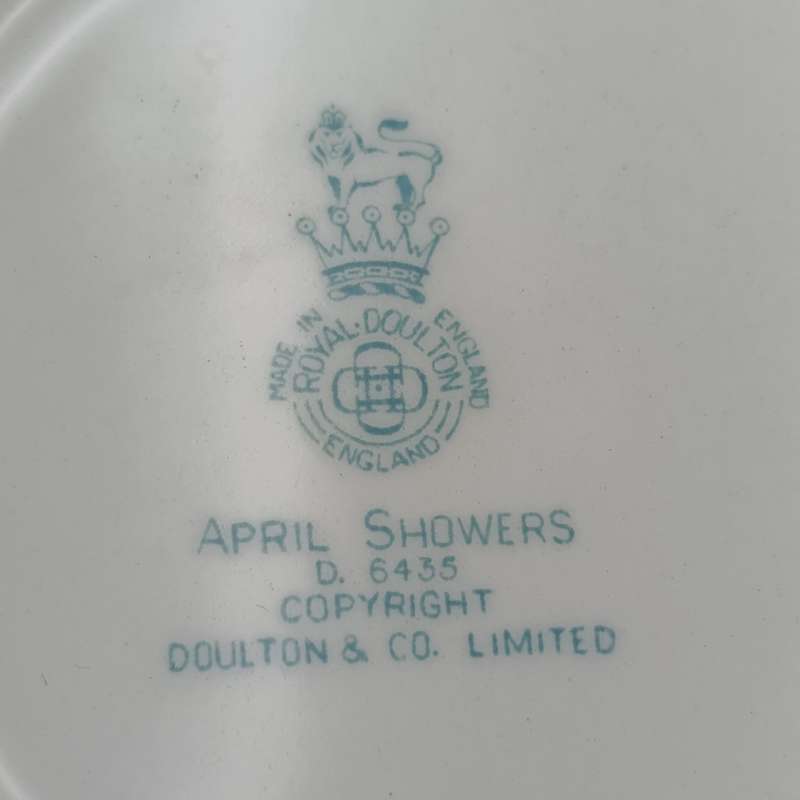 MADE IN ENGLAND
ROYAL·DOULTON
ENGLAND
APRIL SHOWERS
D. 6435
COPYRIGHT
DOULTON & CO. LIMITED